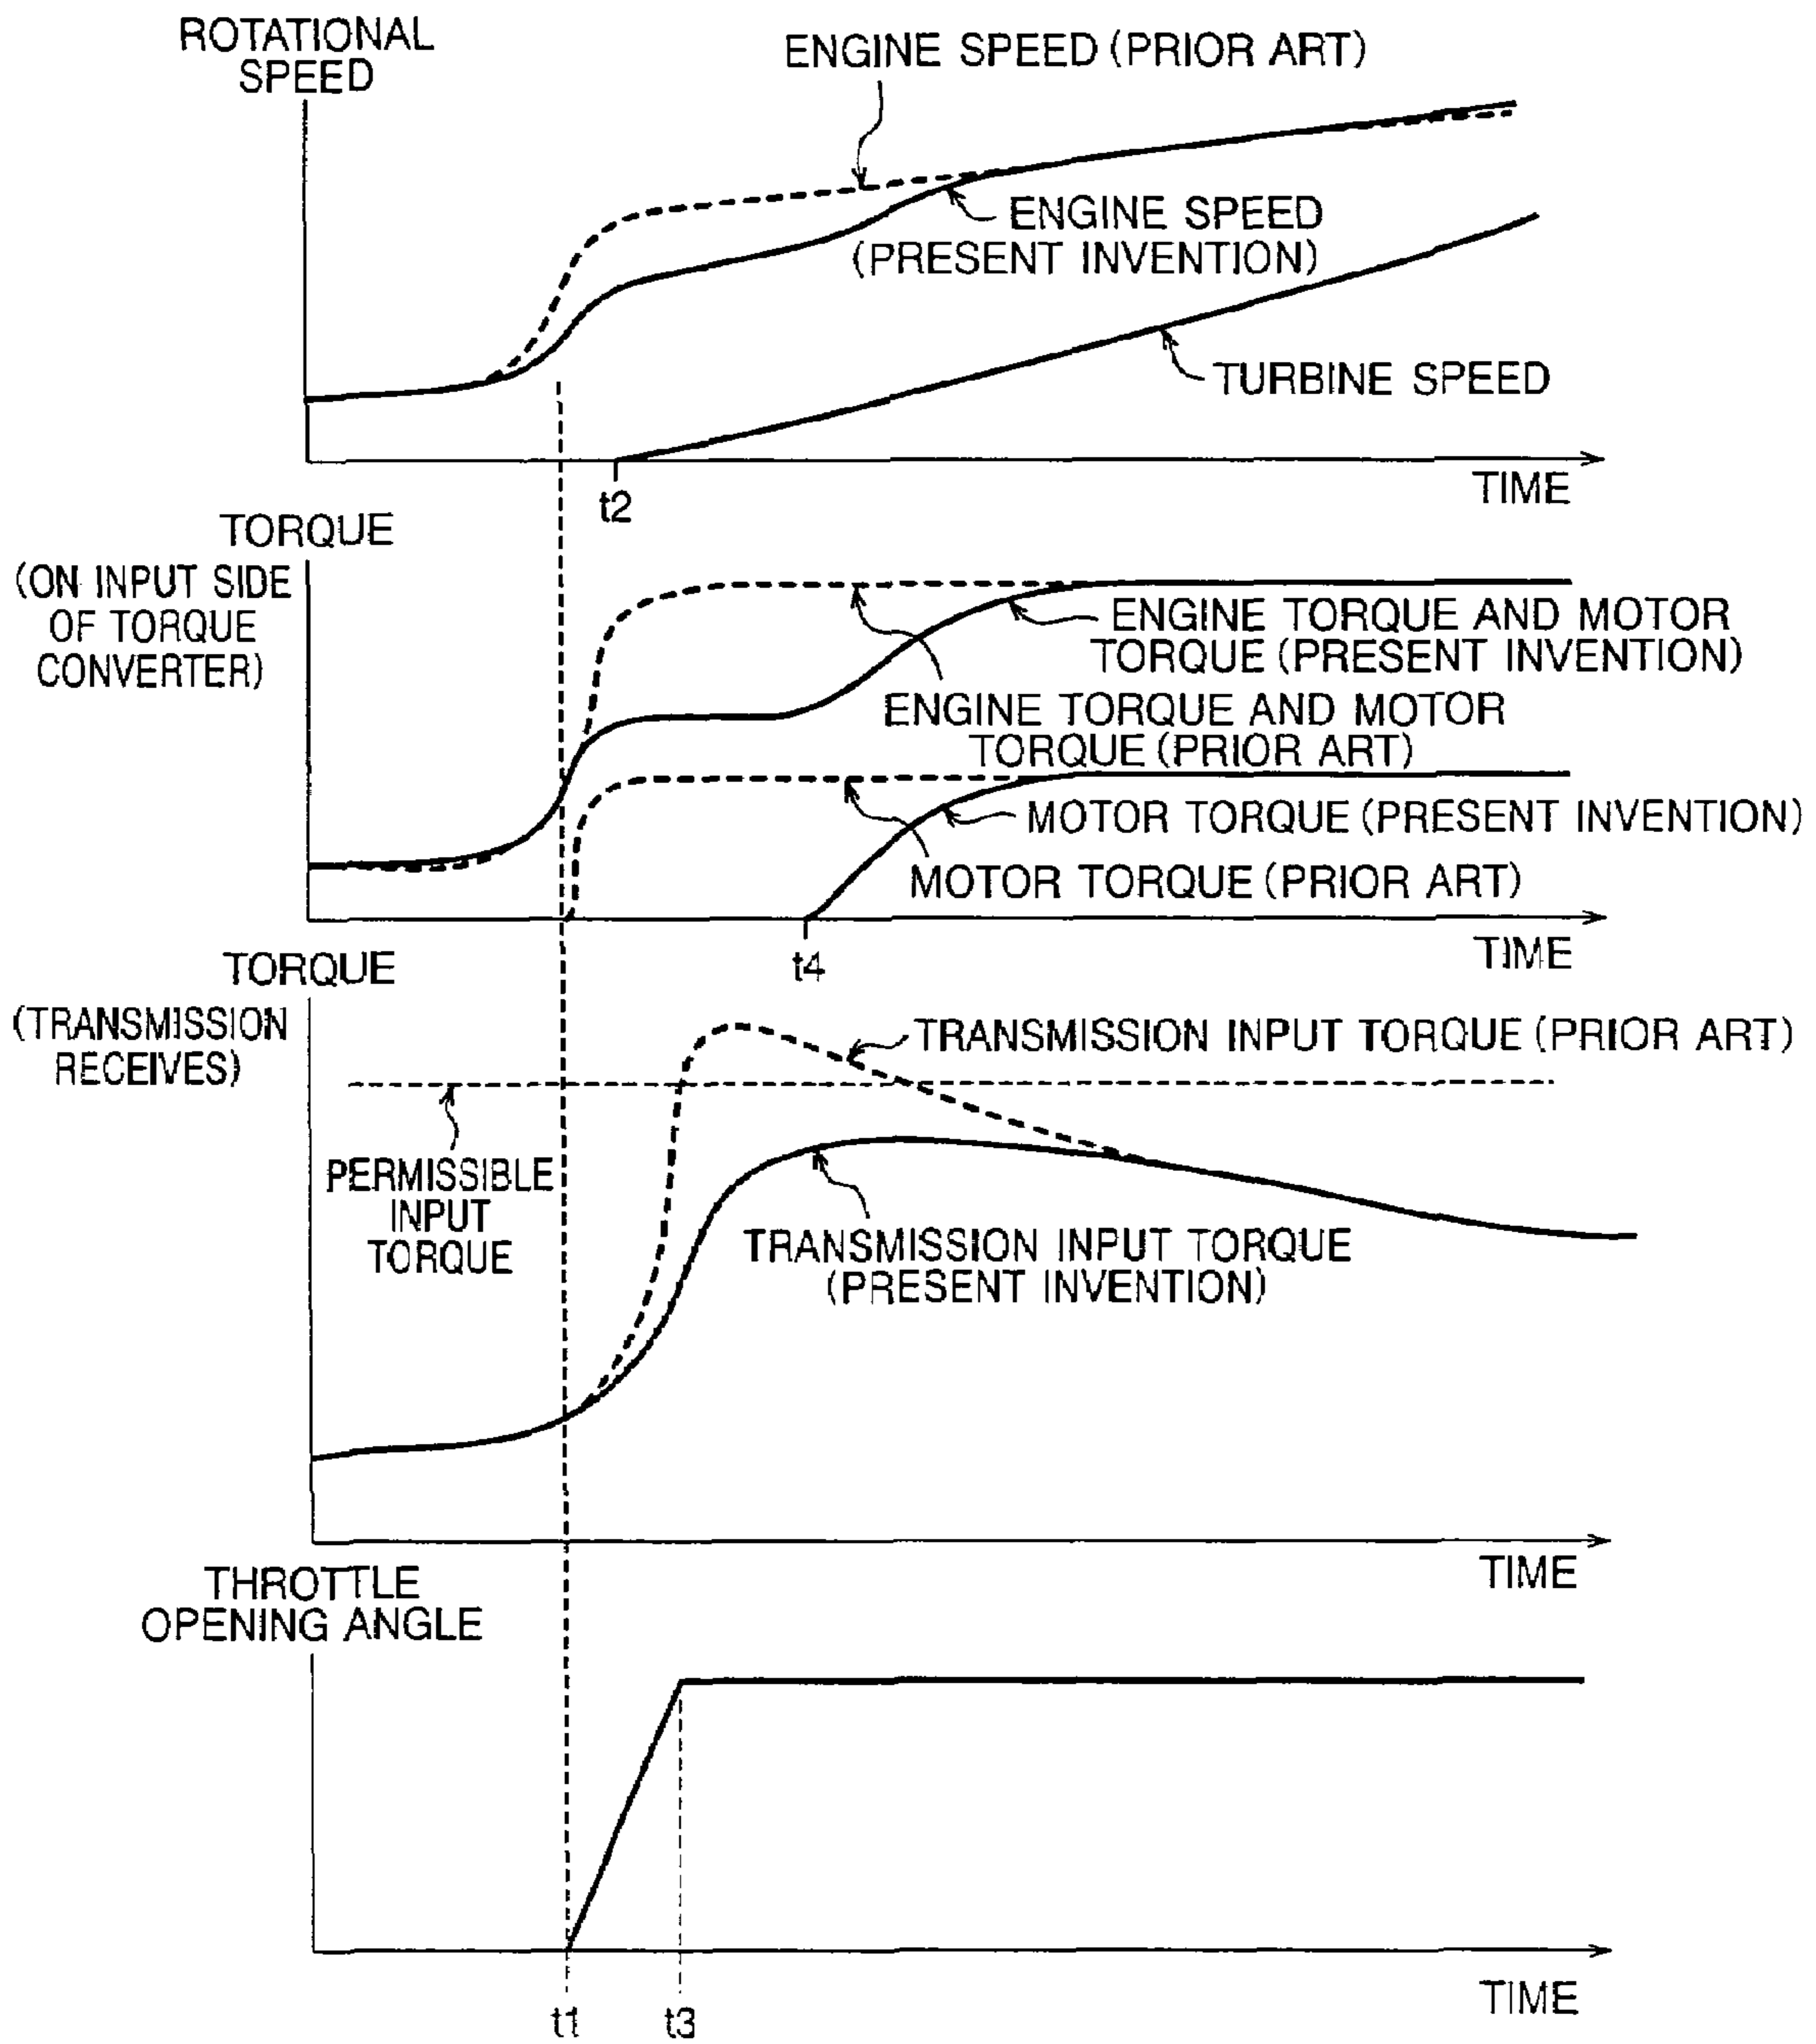 ROTATIONAL
SPEED
ENGINE SPEED (PRIOR ART)
ENGINE SPEED
(PRESENT INVENTION)
TURBINE SPEED
TIME
t2
TORQUE
(ON INPUT SIDE
OF TORQUE
CONVERTER)
ENGINE TORQUE AND MOTOR
TORQUE (PRESENT INVENTION)
ENGINE TORQUE AND MOTOR
TORQUE (PRIOR ART)
MOTOR TORQUE (PRESENT INVENTION)
MOTOR TORQUE (PRIOR ART)
TIME
t4
TORQUE
(TRANSMISSION
RECEIVES)
TRANSMISSION INPUT TORQUE (PRIOR ART)
PERMISSIBLE
INPUT
TORQUE
TRANSMISSION INPUT TORQUE
(PRESENT INVENTION)
TIME
THROTTLE
OPENING ANGLE
TIME
t1
t3